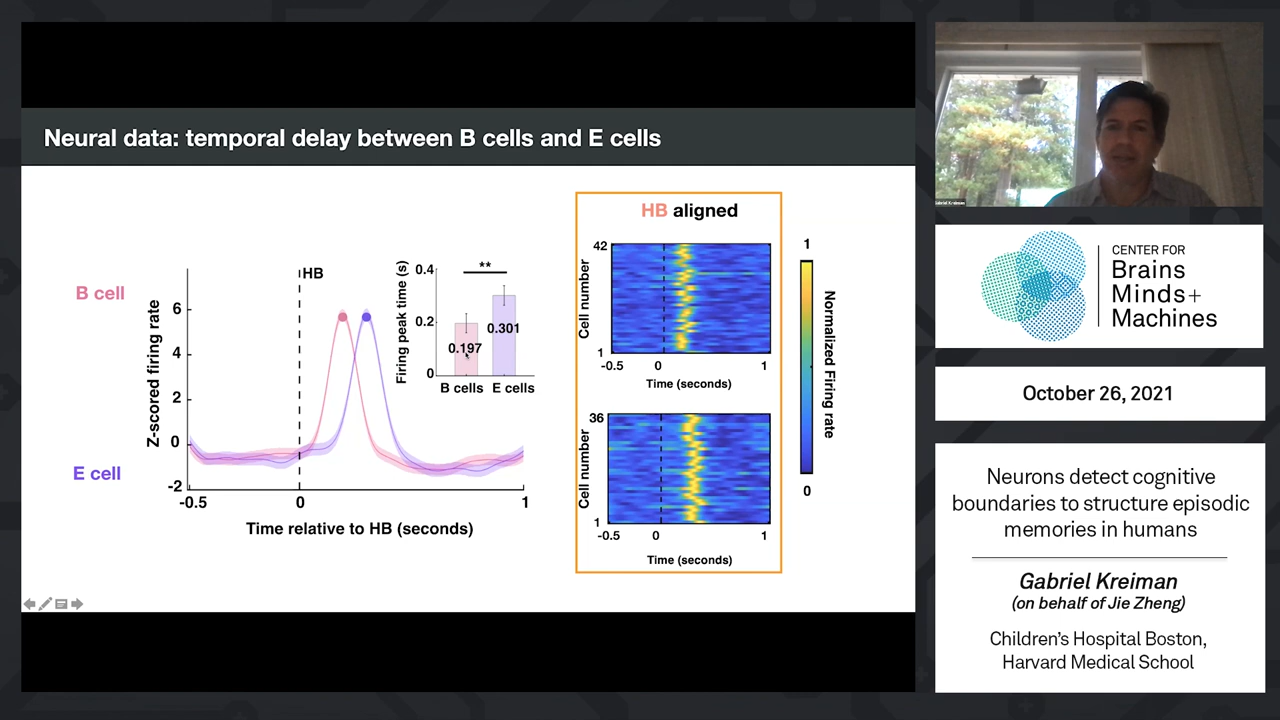 Neural data: temporal delay between B cells and E cells
B cell
E cell
Z-scored firing rate
6
4
2
0
-2
HB
-0.5
0
1
Time relative to HB (seconds)
Firing peak time (s)
0.4
0.2
0
**
0.197
0.301
B cells
E cells
HB aligned
Cell number
42
1
-0.5
0
1
Time (seconds)
Cell number
36
1
-0.5
0
1
Time (seconds)
1
0
Normalized Firing rate
Gabriel Kreiman
CENTER FOR
Brains
Minds+
Machines
October 26, 2021
Neurons detect cognitive
boundaries to structure episodic
memories in humans
Gabriel Kreiman
(on behalf of Jie Zheng)
Children's Hospital Boston,
Harvard Medical School